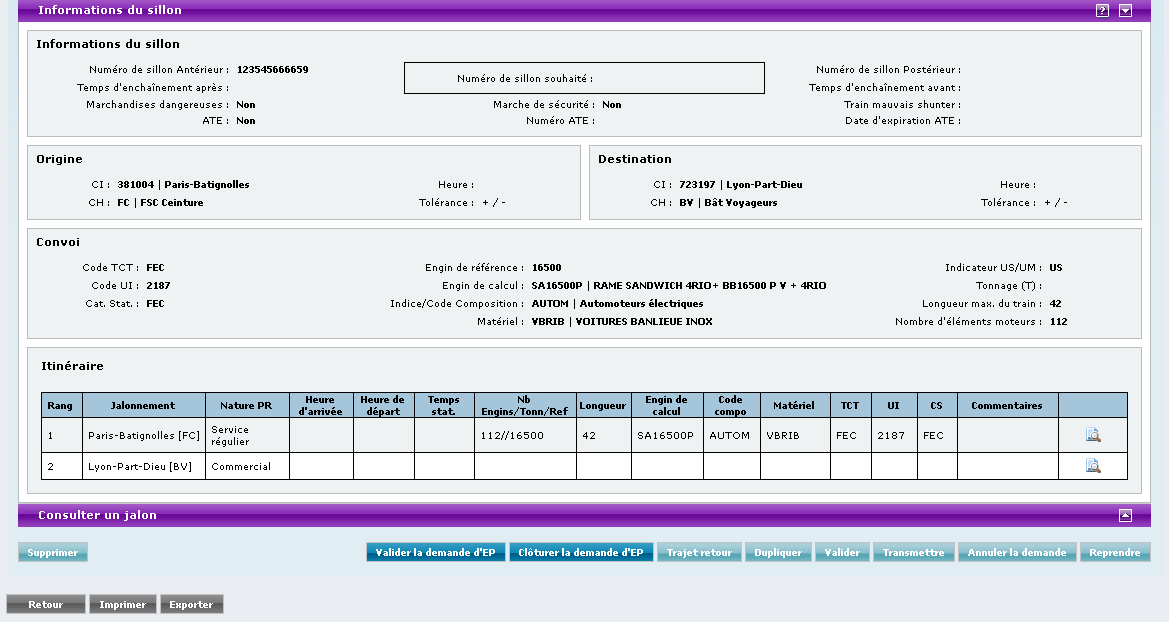 Informations du sillon
?
Informations du sillon
Numéro de sillon Antérieur : 123545666659
Numéro de sillon souhaité :
Numéro de sillon Postérieur :
Temps d'enchaînement après :
Temps d'enchaînement avant :
Marchandises dangereuses : Non
Marche de sécurité : Non
Train mauvais shunter :
ATE : Non
Numéro ATE :
Date d'expiration ATE :
Origine
CI : 381004 | Paris-Batignolles
Heure :
CH : FC | FSC Ceinture
Tolérance : + / -
Destination
CI : 723197 | Lyon-Part-Dieu
Heure :
CH : BV | Bât Voyageurs
Tolérance : + / -
Convoi
Code TCT : FEC
Engin de référence : 16500
Indicateur US/UM : US
Code UI : 2187
Engin de calcul : SA16500P | RAME SANDWICH 4RIO+ BB16500 P V + 4RIO
Tonnage (T) :
Cat. Stat. : FEC
Indice/Code Composition : AUTOM | Automoteurs électriques
Longueur max. du train : 42
Matériel : VBRIB | VOITURES BANLIEUE INOX
Nombre d'éléments moteurs : 112
Itinéraire
Rang Jalonnement Nature PR Heure d'arrivée Heure de départ Temps stat. Nb Engins/Tonn/Ref Longueur Engin de calcul Code compo Matériel TCT UI CS Commentaires
1 Paris-Batignolles [FC] Service régulier 112//16500 42 SA16500P AUTOM VBRIB FEC 2187 FEC
2 Lyon-Part-Dieu [BV] Commercial
Consulter un jalon
Supprimer Valider la demande d'EP Clôturer la demande d'EP Trajet retour Dupliquer Valider Transmettre Annuler la demande Reprendre
Retour Imprimer Exporter